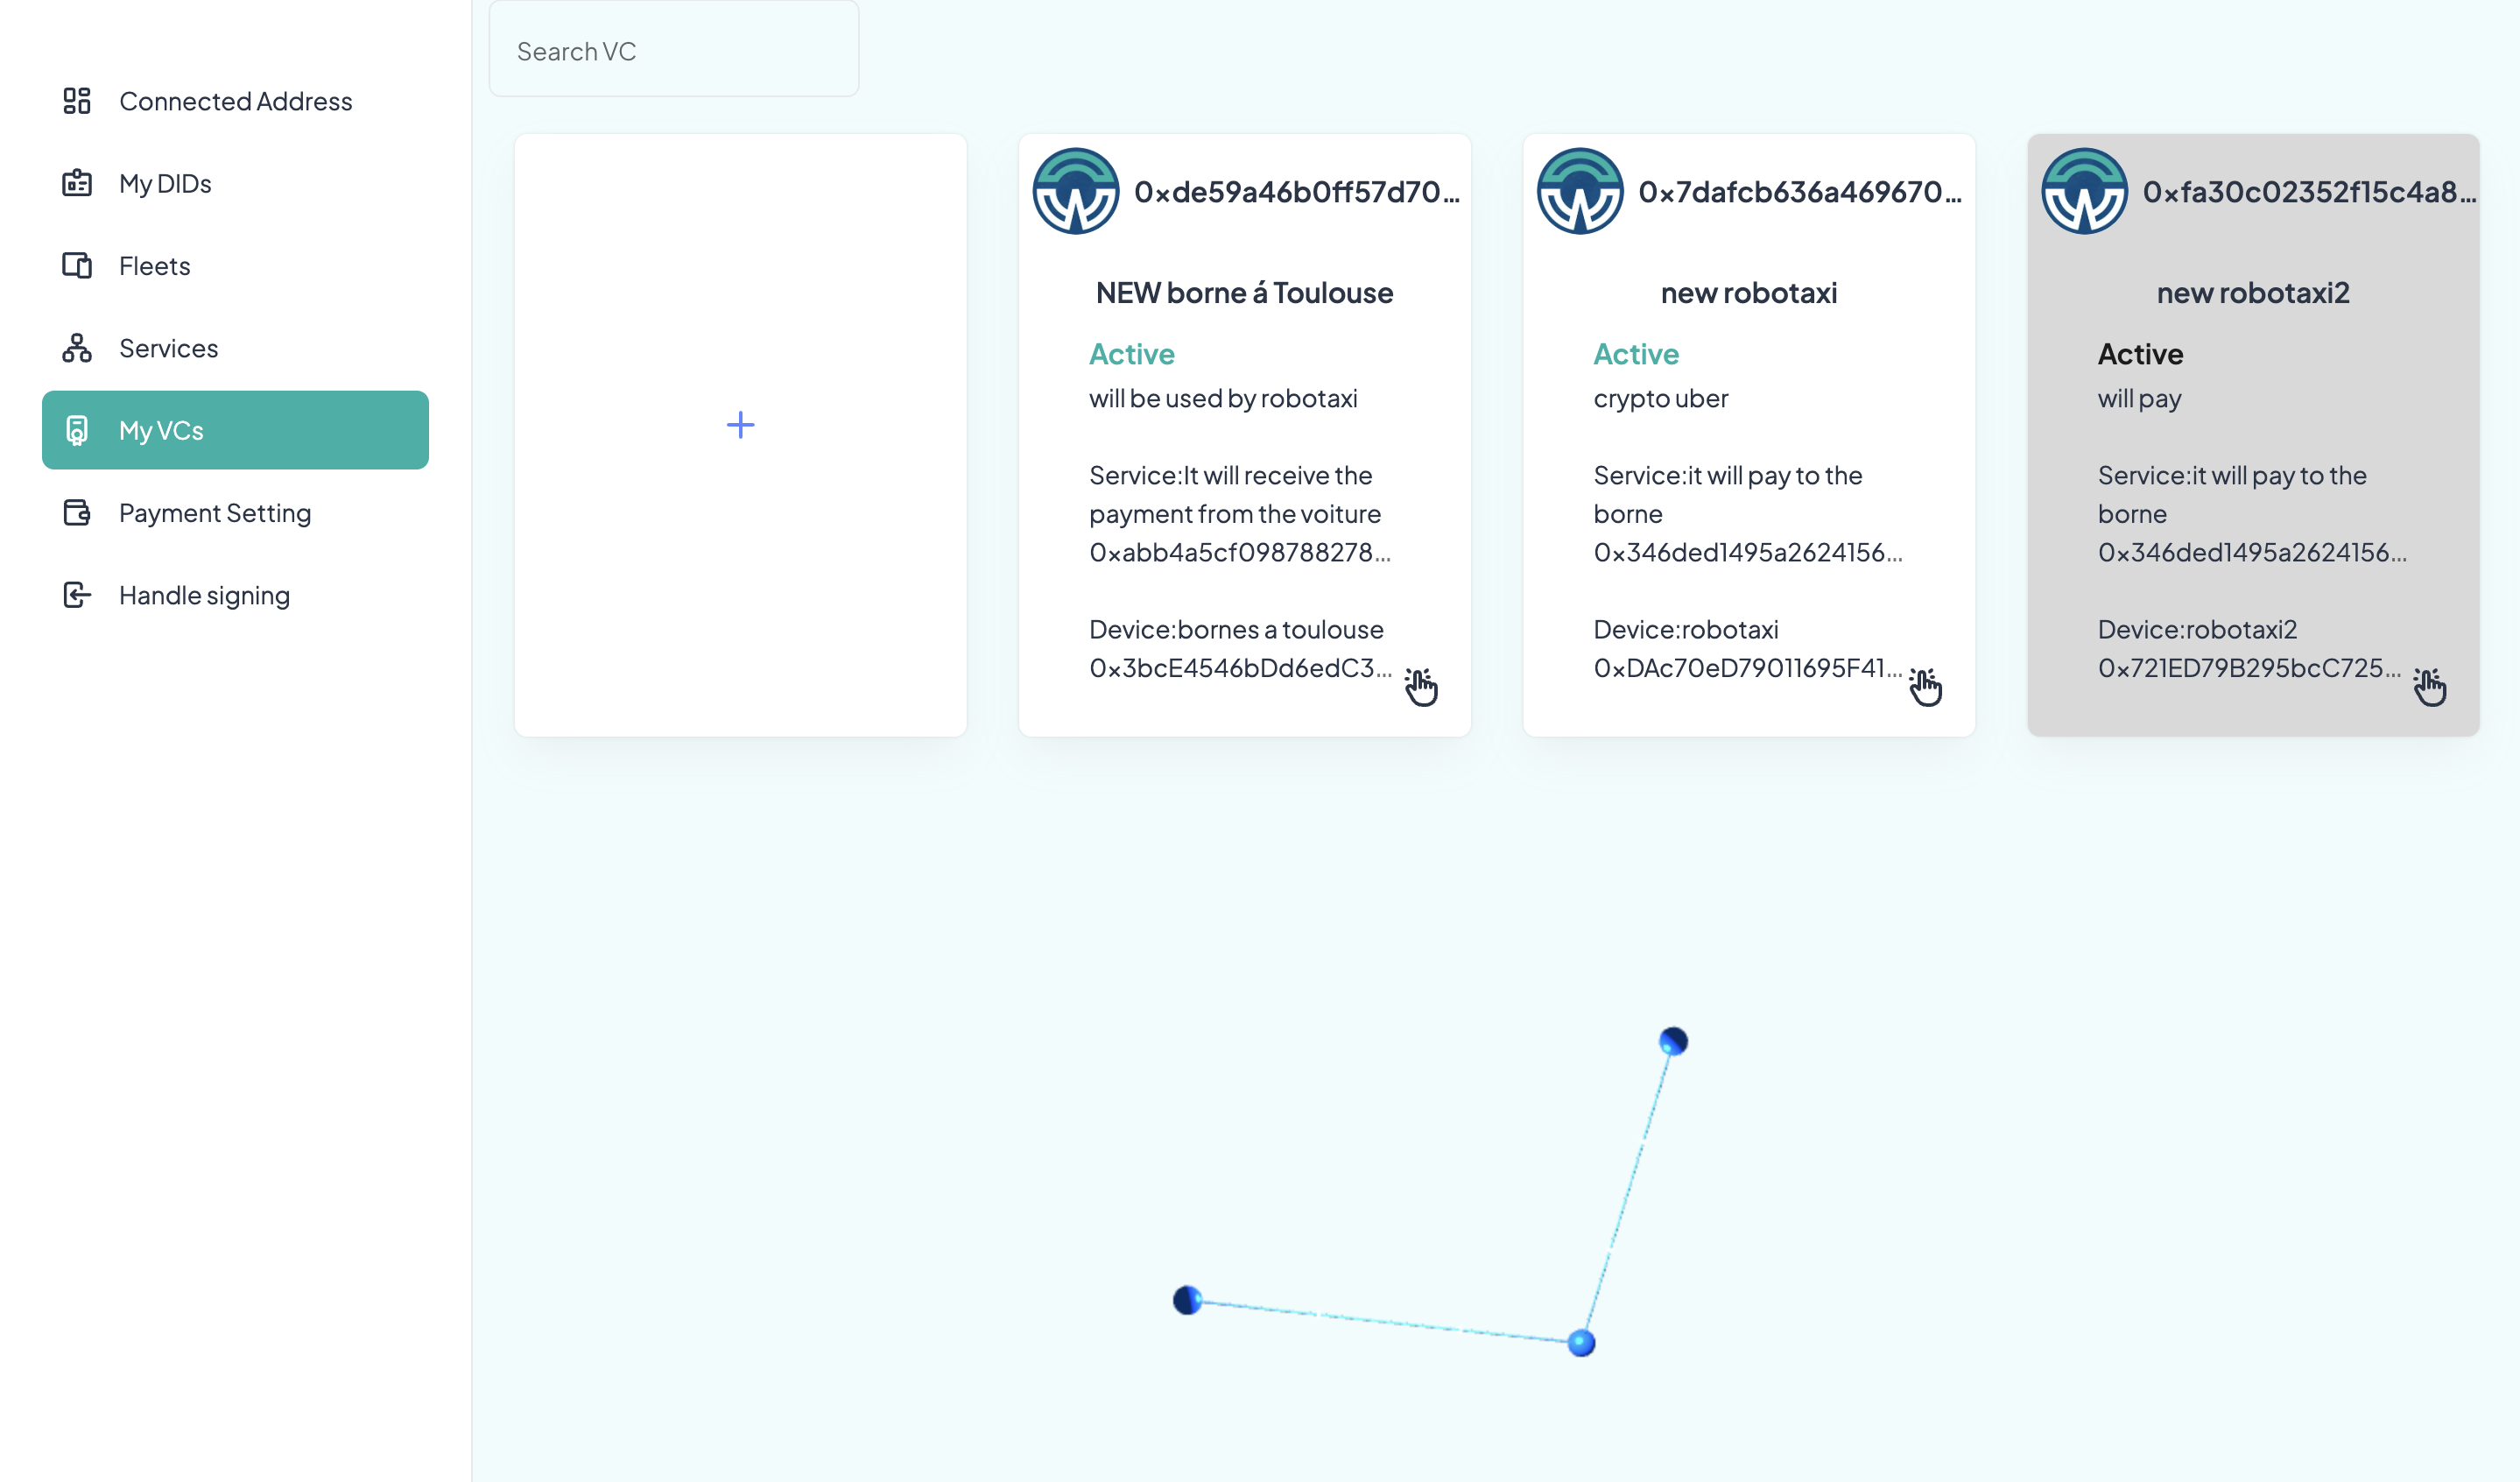 Search VC
Connected Address
My DIDs
Fleets
Services
My VCs
Payment Setting
Handle signing
0xde59a46b0ff57d70...
NEW borne á Toulouse
Active
will be used by robotaxi
Service:It will receive the
payment from the voiture
0xabb4a5cf098788278...
Device:bornes a toulouse
0x3bcE4546bDd6edC3...
0x7dafcb636a469670...
new robotaxi
Active
crypto uber
Service:it will pay to the
borne
0x346ded1495a2624156...
Device:robotaxi
0xDAc70eD79011695F41...
0xfa30c02352f15c4a8...
new robotaxi2
Active
will pay
Service:it will pay to the
borne
0x346ded1495a2624156...
Device:robotaxi2
0x721ED79B295bcC725...